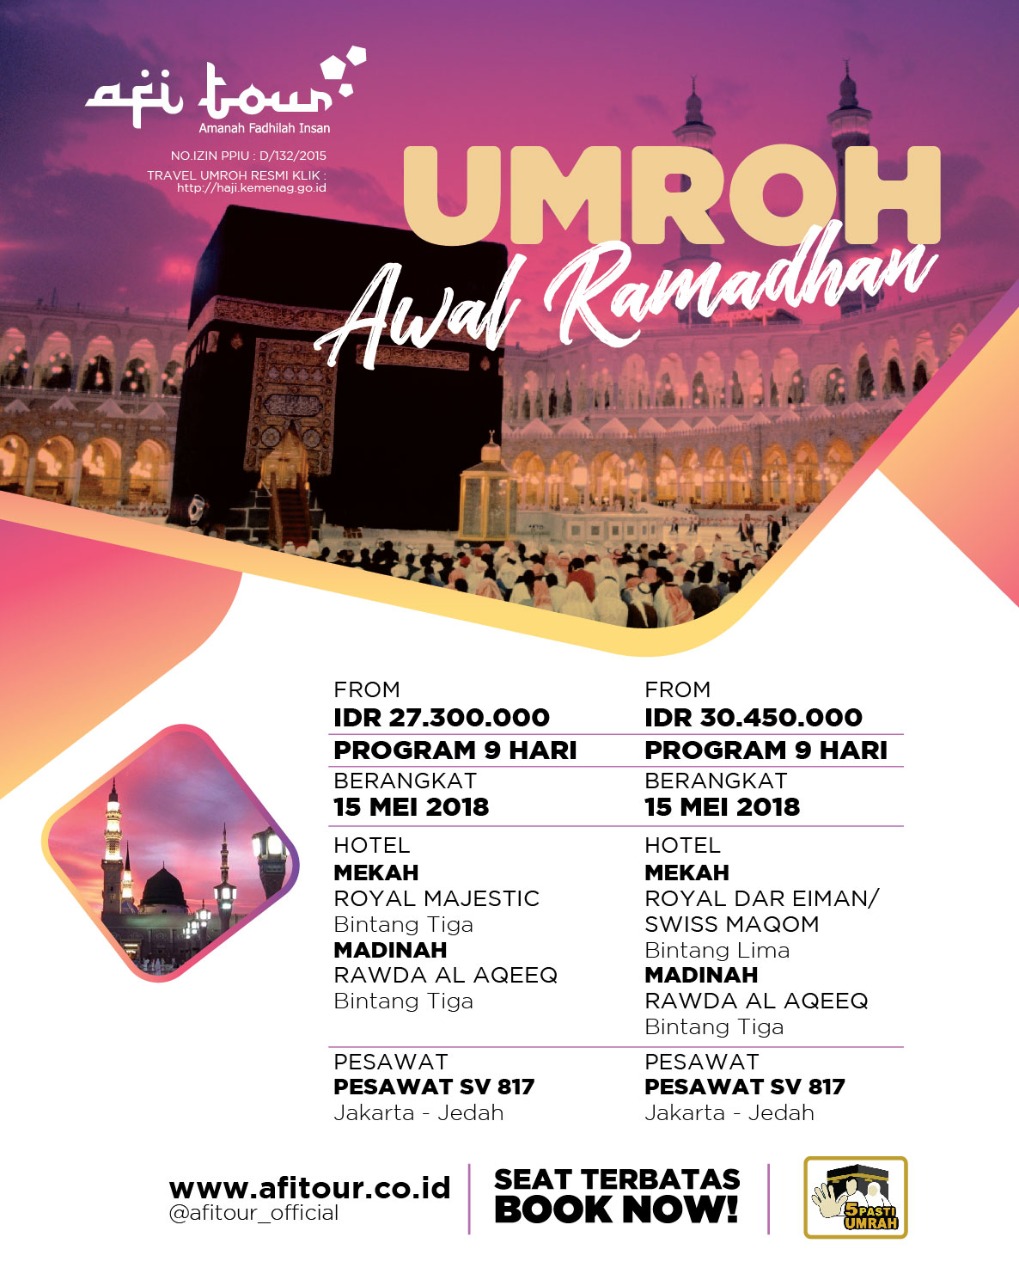 afi tour
Amanah Fadhilah Insan
NO.IZIN PPIU : D/132/2015
TRAVEL UMROH RESMI KLIK :
http://haji.kemenag.go.id
UMROH
Awal Ramadhan
FROM
IDR 27.300.000
PROGRAM 9 HARI
BERANGKAT
15 MEI 2018
HOTEL
MEKAH
ROYAL MAJESTIC
Bintang Tiga
MADINAH
RAWDA AL AQEEQ
Bintang Tiga
PESAWAT
PESAWAT SV 817
Jakarta - Jedah
FROM
IDR 30.450.000
PROGRAM 9 HARI
BERANGKAT
15 MEI 2018
HOTEL
MEKAH
ROYAL DAR EIMAN/
SWISS MAQOM
Bintang Lima
MADINAH
RAWDA AL AQEEQ
Bintang Tiga
PESAWAT
PESAWAT SV 817
Jakarta - Jedah
www.afitour.co.id
@afitour_official
SEAT TERBATAS
BOOK NOW!
5 PASTI
UMRAH